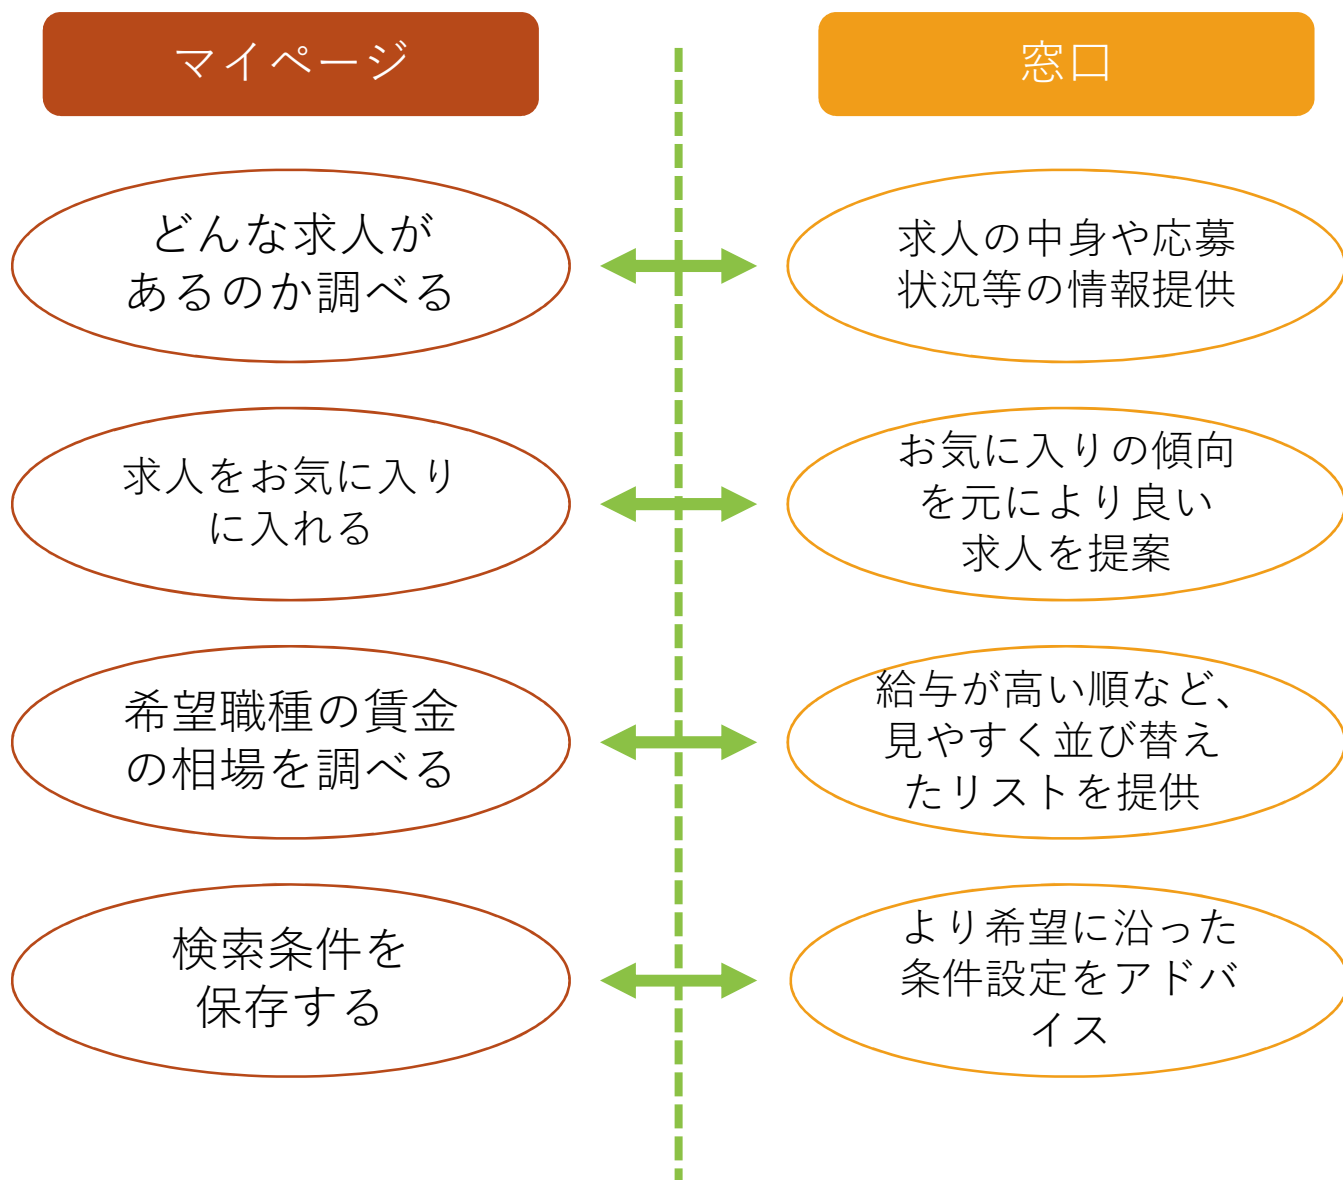 マイページ
窓口
どんな求人が
あるのか調べる
求人の中身や応募
状況等の情報提供
求人をお気に入り
に入れる
お気に入りの傾向
を元により良い
求人を提案
希望職種の賃金
の相場を調べる
給与が高い順など、
見やすく並び替え
たリストを提供
検索条件を
保存する
より希望に沿った
条件設定をアドバ
イス